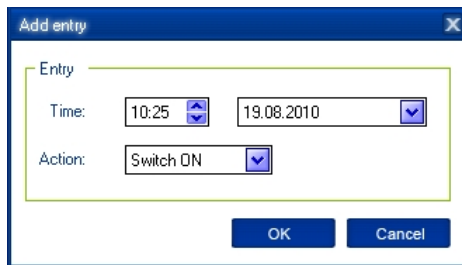 Add entry
Entry
Time: 10:25 19.08.2010
Action: Switch ON
OK Cancel